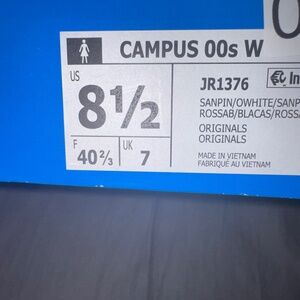 CAMPUS 00s W
US
8½
F
40⅔
UK
7
JR1376
SANPIN/OWHITE/SANP
ROSSAB/BLACAS/ROSS
ORIGINALS
ORIGINALS
MADE IN VIETNAM
FABRIQUÉ AU VIETNAM